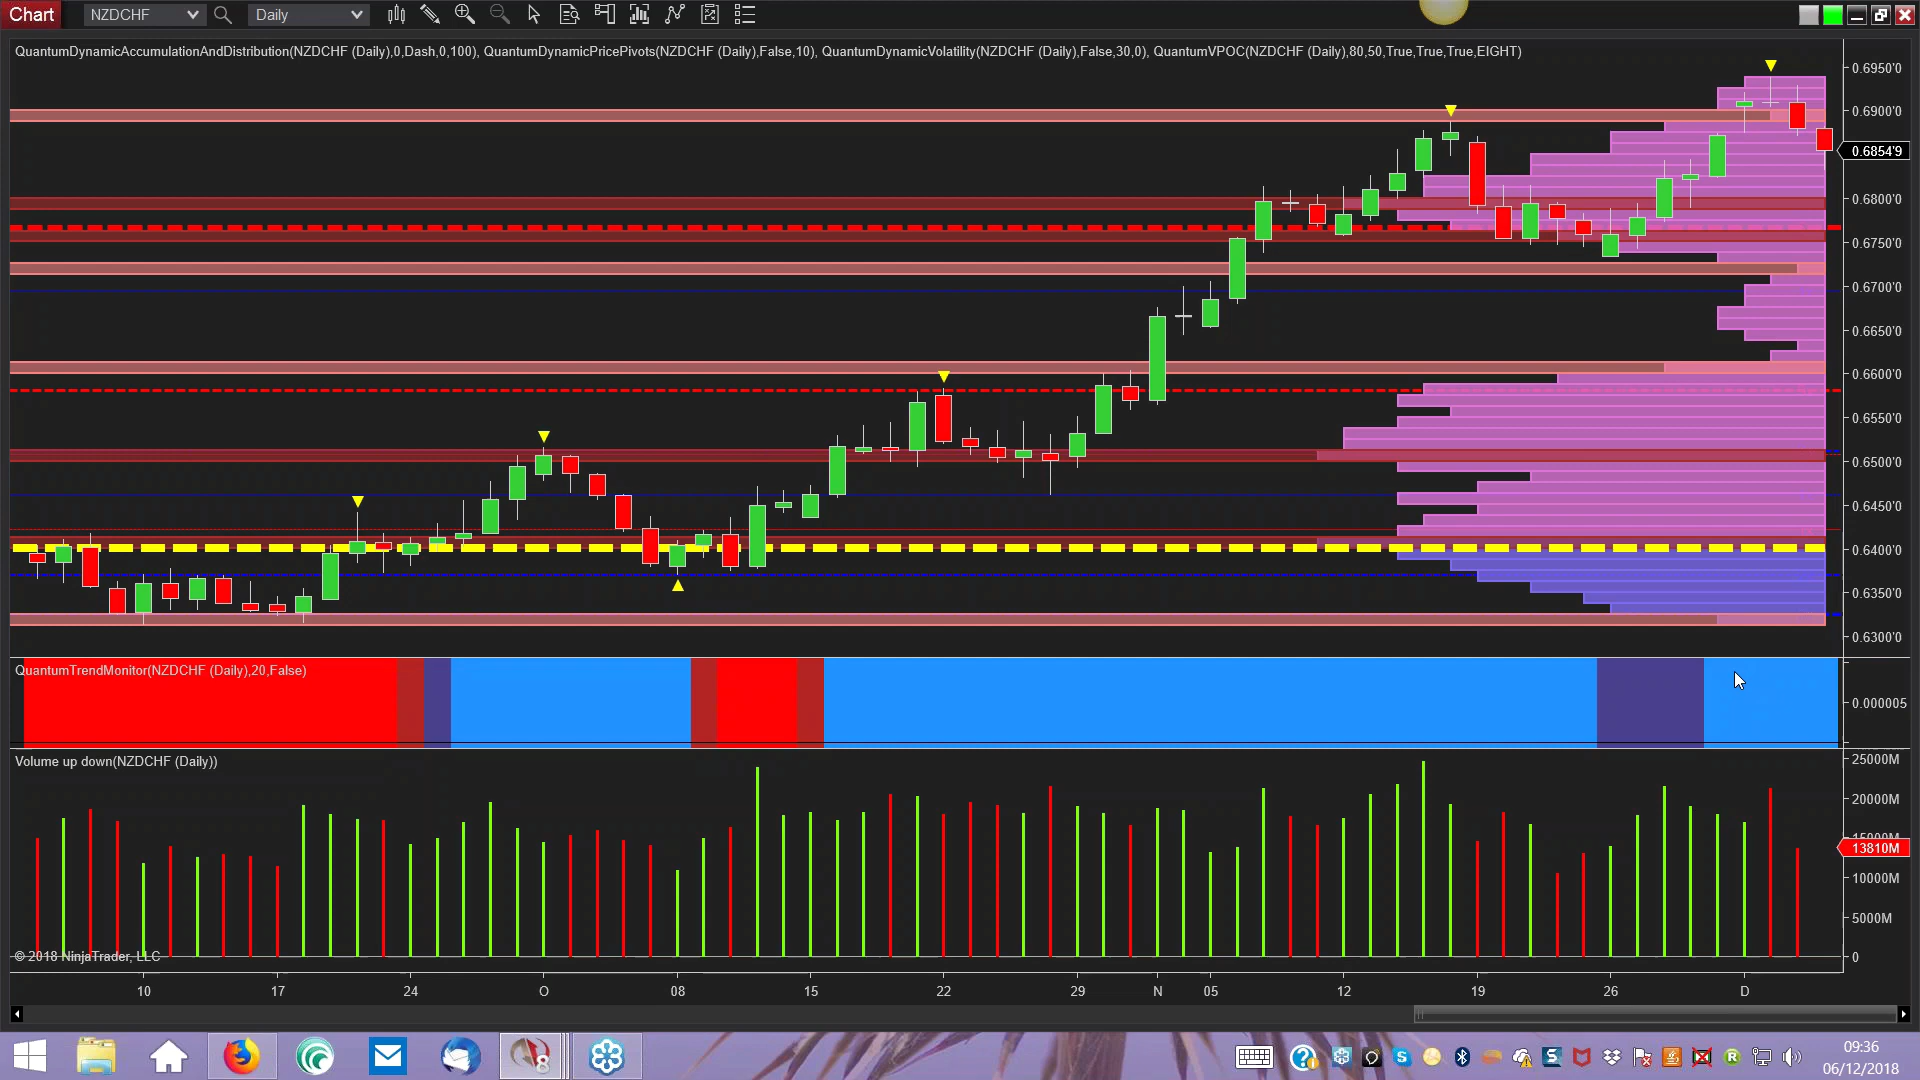 Chart NZDCHF Daily
QuantumDynamicAccumulationAndDistribution(NZDCHF (Daily),0,Dash,0,100), QuantumDynamicPricePivots(NZDCHF (Daily),False,10), QuantumDynamicVolatility(NZDCHF (Daily),False,30,0), QuantumVPOC(NZDCHF (Daily),80,50,True,True,True,EIGHT)
0.6950'0
0.6900'0
0.6854'9
0.6800'0
0.6750'0
0.6700'0
0.6650'0
0.6600'0
0.6550'0
0.6500'0
0.6450'0
0.6400'0
0.6350'0
0.6300'0
QuantumTrendMonitor(NZDCHF (Daily),20,False)
0.000005
Volume up down(NZDCHF (Daily))
25000M
20000M
15000M
13810M
10000M
5000M
0
© 2018 NinjaTrader, LLC
10 17 24 O 08 15 22 29 N 05 12 19 26 D
8
09:36
06/12/2018